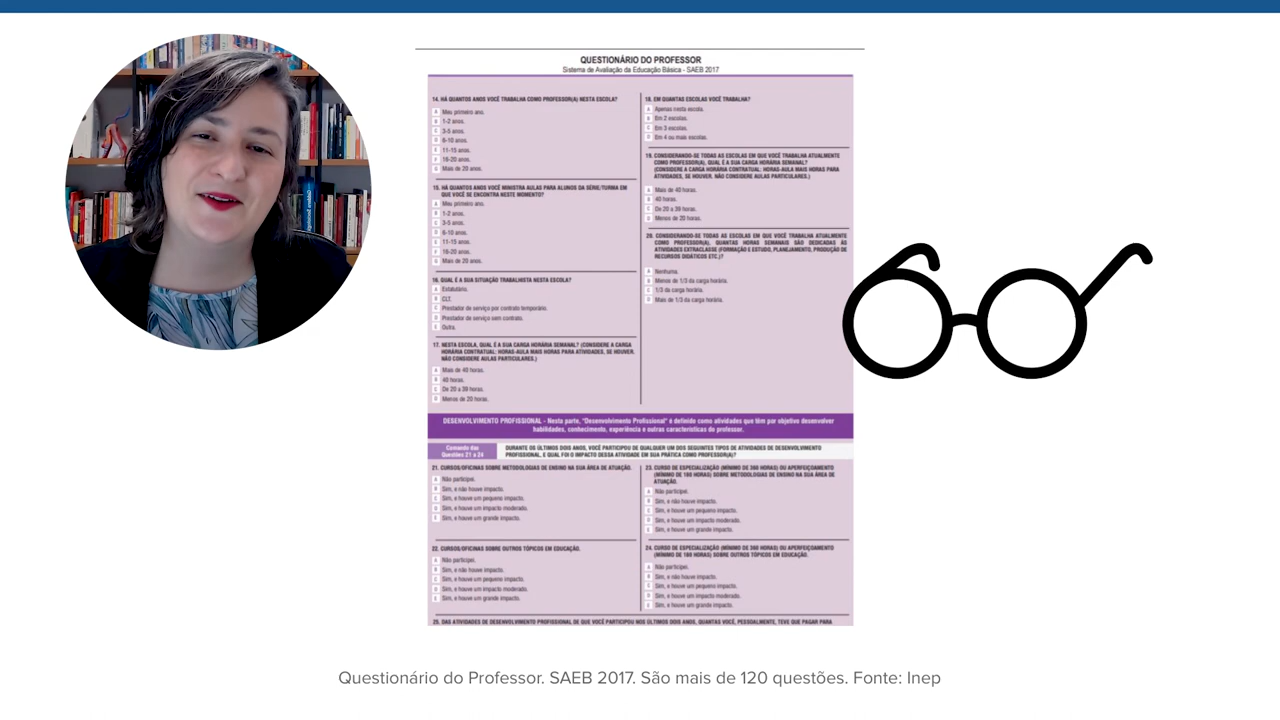 QUESTIONÁRIO DO PROFESSOR
Sistema de Avaliação da Educação Básica - SAEB 2017
14. HÁ QUANTOS ANOS VOCÊ TRABALHA COMO PROFESSOR(A) NESTA ESCOLA?
A Meu primeiro ano.
B 1-2 anos.
C 3-5 anos.
D 6-10 anos.
E 11-15 anos.
F 16-20 anos.
G Mais de 20 anos.
15. HÁ QUANTOS ANOS VOCÊ MINISTRA AULAS PARA ALUNOS DA SÉRIE/TURMA EM
QUE VOCÊ SE ENCONTRA NESTE MOMENTO?
A Meu primeiro ano.
B 1-2 anos.
C 3-5 anos.
D 6-10 anos.
E 11-15 anos.
F 16-20 anos.
G Mais de 20 anos.
16. QUAL É A SUA SITUAÇÃO TRABALHISTA NESTA ESCOLA?
A Estatutário.
B CLT.
C Prestador de serviço por contrato temporário.
D Prestador de serviço sem contrato.
E Outra.
17. NESTA ESCOLA, QUAL É A SUA CARGA HORÁRIA SEMANAL? (CONSIDERE A CARGA
HORÁRIA CONTRATUAL: HORAS-AULA MAIS HORAS PARA ATIVIDADES, SE HOUVER.
NÃO CONSIDERE AULAS PARTICULARES.)
A Mais de 40 horas.
B 40 horas.
C De 20 a 39 horas.
D Menos de 20 horas.
18. EM QUANTAS ESCOLAS VOCÊ TRABALHA?
A Apenas nesta escola.
B Em 2 escolas.
C Em 3 escolas.
D Em 4 ou mais escolas.
19. CONSIDERANDO-SE TODAS AS ESCOLAS EM QUE VOCÊ TRABALHA ATUALMENTE
COMO PROFESSOR(A), QUAL É A SUA CARGA HORÁRIA SEMANAL?
(CONSIDERE A CARGA HORÁRIA CONTRATUAL: HORAS-AULA MAIS HORAS PARA
ATIVIDADES, SE HOUVER. NÃO CONSIDERE AULAS PARTICULARES.)
A Mais de 40 horas.
B 40 horas.
C De 20 a 39 horas.
D Menos de 20 horas.
20. CONSIDERANDO-SE TODAS AS ESCOLAS EM QUE VOCÊ TRABALHA ATUALMENTE
COMO PROFESSOR(A), QUANTAS HORAS SEMANAIS SÃO DEDICADAS ÀS
ATIVIDADES EXTRACLASSE (FORMAÇÃO E ESTUDO, PLANEJAMENTO, PRODUÇÃO DE
RECURSOS DIDÁTICOS ETC.)?
A Nenhuma.
B Menos de 1/3 da carga horária.
C 1/3 da carga horária.
D Mais de 1/3 da carga horária.
DESENVOLVIMENTO PROFISSIONAL - Nesta parte, "Desenvolvimento Profissional" é definido como atividades que têm por objetivo desenvolver
habilidades, conhecimento, experiência e outras características do professor.
Comando das
Questões 21 a 24
DURANTE OS ÚLTIMOS DOIS ANOS, VOCÊ PARTICIPOU DE QUALQUER UM DOS SEGUINTES TIPOS DE ATIVIDADES DE DESENVOLVIMENTO
PROFISSIONAL, E QUAL FOI O IMPACTO DESSA ATIVIDADE EM SUA PRÁTICA COMO PROFESSOR(A)?
21. CURSOS/OFICINAS SOBRE METODOLOGIAS DE ENSINO NA SUA ÁREA DE ATUAÇÃO.
A Não participei.
B Sim, e não houve impacto.
C Sim, e houve um pequeno impacto.
D Sim, e houve um impacto moderado.
E Sim, e houve um grande impacto.
22. CURSOS/OFICINAS SOBRE OUTROS TÓPICOS EM EDUCAÇÃO.
A Não participei.
B Sim, e não houve impacto.
C Sim, e houve um pequeno impacto.
D Sim, e houve um impacto moderado.
E Sim, e houve um grande impacto.
23. CURSO DE ESPECIALIZAÇÃO (MÍNIMO DE 360 HORAS) OU APERFEIÇOAMENTO
(MÍNIMO DE 180 HORAS) SOBRE METODOLOGIAS DE ENSINO NA SUA ÁREA DE
ATUAÇÃO.
A Não participei.
B Sim, e não houve impacto.
C Sim, e houve um pequeno impacto.
D Sim, e houve um impacto moderado.
E Sim, e houve um grande impacto.
24. CURSO DE ESPECIALIZAÇÃO (MÍNIMO DE 360 HORAS) OU APERFEIÇOAMENTO
(MÍNIMO DE 180 HORAS) SOBRE OUTROS TÓPICOS EM EDUCAÇÃO.
A Não participei.
B Sim, e não houve impacto.
C Sim, e houve um pequeno impacto.
D Sim, e houve um impacto moderado.
E Sim, e houve um grande impacto.
25. DAS ATIVIDADES DE DESENVOLVIMENTO PROFISSIONAL DE QUE VOCÊ PARTICIPOU NOS ÚLTIMOS DOIS ANOS, QUANTAS VOCÊ, PESSOALMENTE, TEVE QUE PAGAR PARA
Questionário do Professor. SAEB 2017. São mais de 120 questões. Fonte: Inep